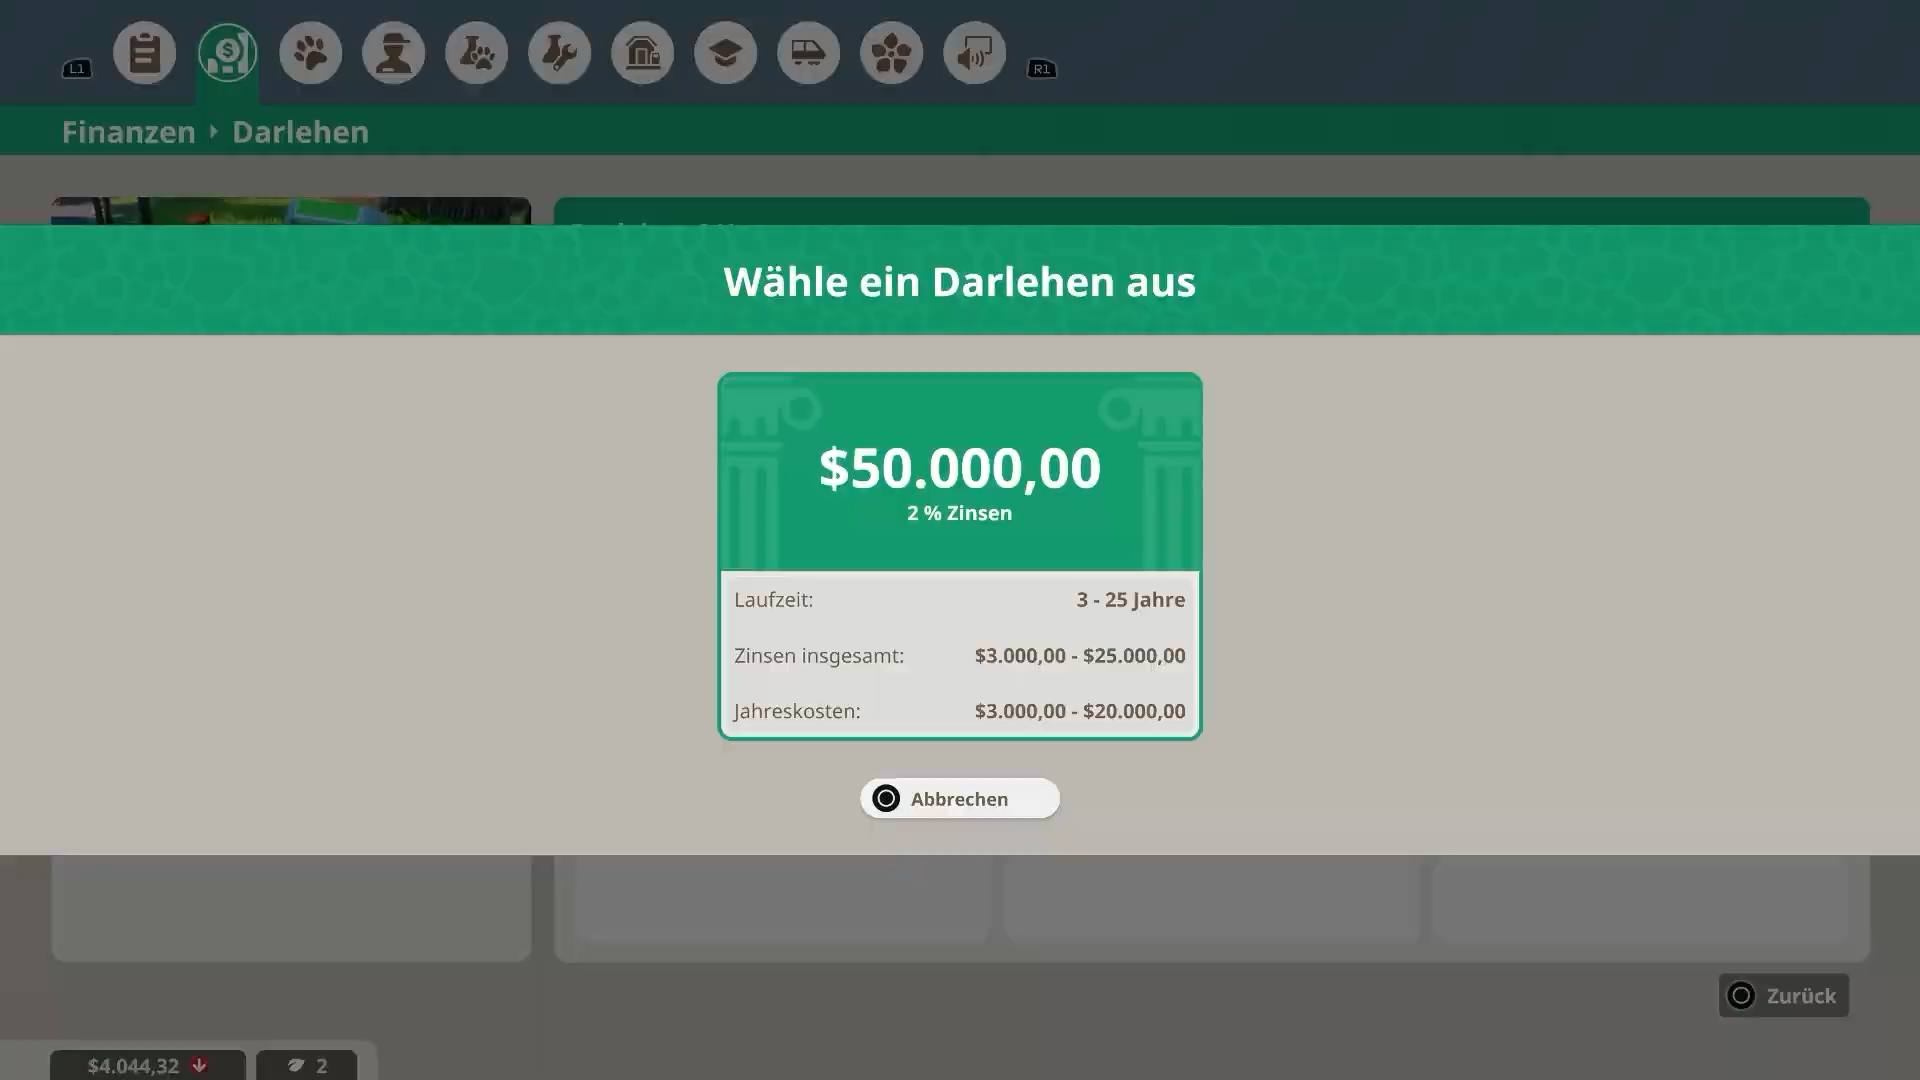 L1
R1
Finanzen ▸ Darlehen
Wähle ein Darlehen aus
$50.000,00
2 % Zinsen
Laufzeit: 3 - 25 Jahre
Zinsen insgesamt: $3.000,00 - $25.000,00
Jahreskosten: $3.000,00 - $20.000,00
Abbrechen
Zurück
$4.044,32
2